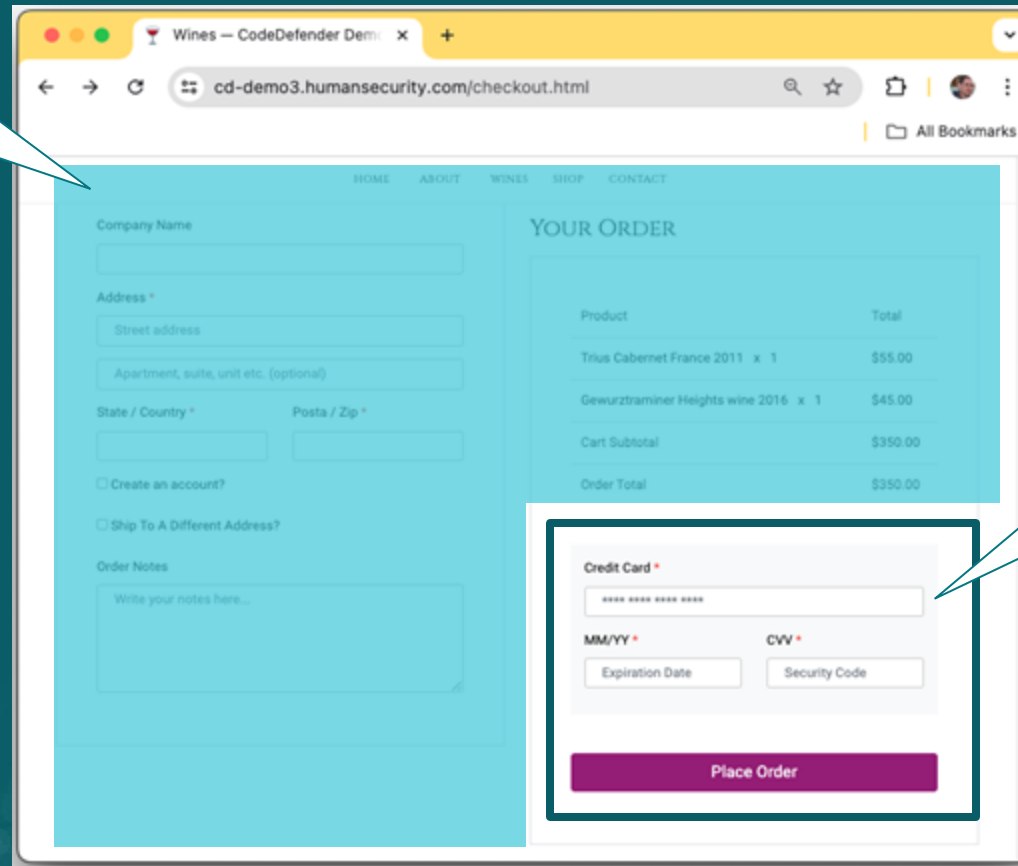 Wines — CodeDefender Dem
cd-demo3.humansecurity.com/checkout.html
All Bookmarks
HOME ABOUT WINES SHOP CONTACT
Company Name
Address *
Street address
Apartment, suite, unit etc. (optional)
State / Country * Posta / Zip *
Create an account?
Ship To A Different Address?
Order Notes
Write your notes here...
YOUR ORDER
Product Total
Trius Cabernet France 2011 x 1 $55.00
Gewurztraminer Heights wine 2016 x 1 $45.00
Cart Subtotal $350.00
Order Total $350.00
Credit Card *
**** **** **** ****
MM/YY * CVV *
Expiration Date Security Code
Place Order